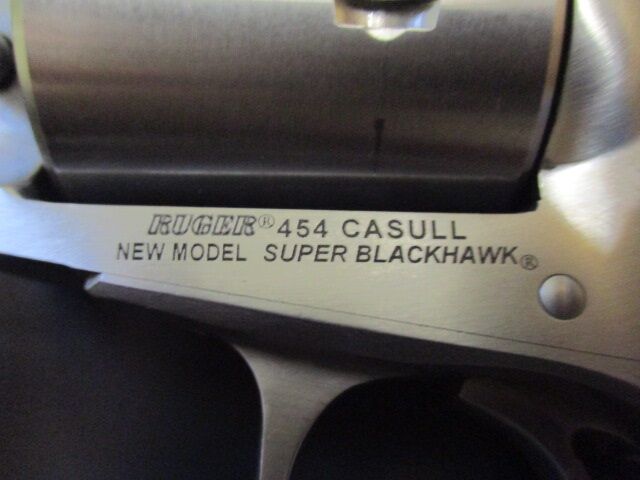 RUGER® 454 CASULL
NEW MODEL SUPER BLACKHAWK®